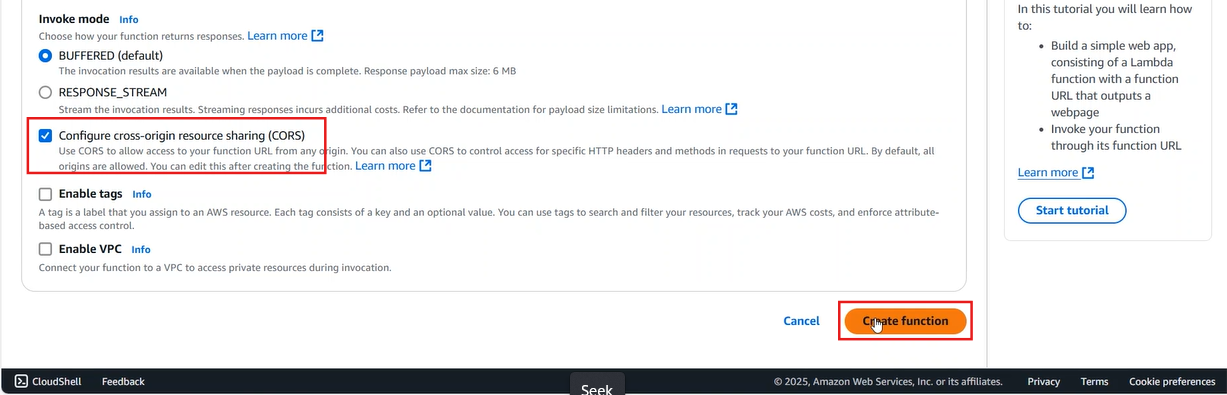 Invoke mode Info
Choose how your function returns responses. Learn more
BUFFERED (default)
The invocation results are available when the payload is complete. Response payload max size: 6 MB
RESPONSE_STREAM
Stream the invocation results. Streaming responses incurs additional costs. Refer to the documentation for payload size limitations. Learn more
Configure cross-origin resource sharing (CORS)
Use CORS to allow access to your function URL from any origin. You can also use CORS to control access for specific HTTP headers and methods in requests to your function URL. By default, all
origins are allowed. You can edit this after creating the function. Learn more
Enable tags Info
A tag is a label that you assign to an AWS resource. Each tag consists of a key and an optional value. You can use tags to search and filter your resources, track your AWS costs, and enforce attribute-
based access control.
Enable VPC Info
Connect your function to a VPC to access private resources during invocation.
Cancel
Create function
In this tutorial you will learn how
to:
• Build a simple web app,
consisting of a Lambda
function with a function
URL that outputs a
webpage
• Invoke your function
through its function URL
Learn more
Start tutorial
CloudShell Feedback
Seek
© 2025, Amazon Web Services, Inc. or its affiliates. Privacy Terms Cookie preferences